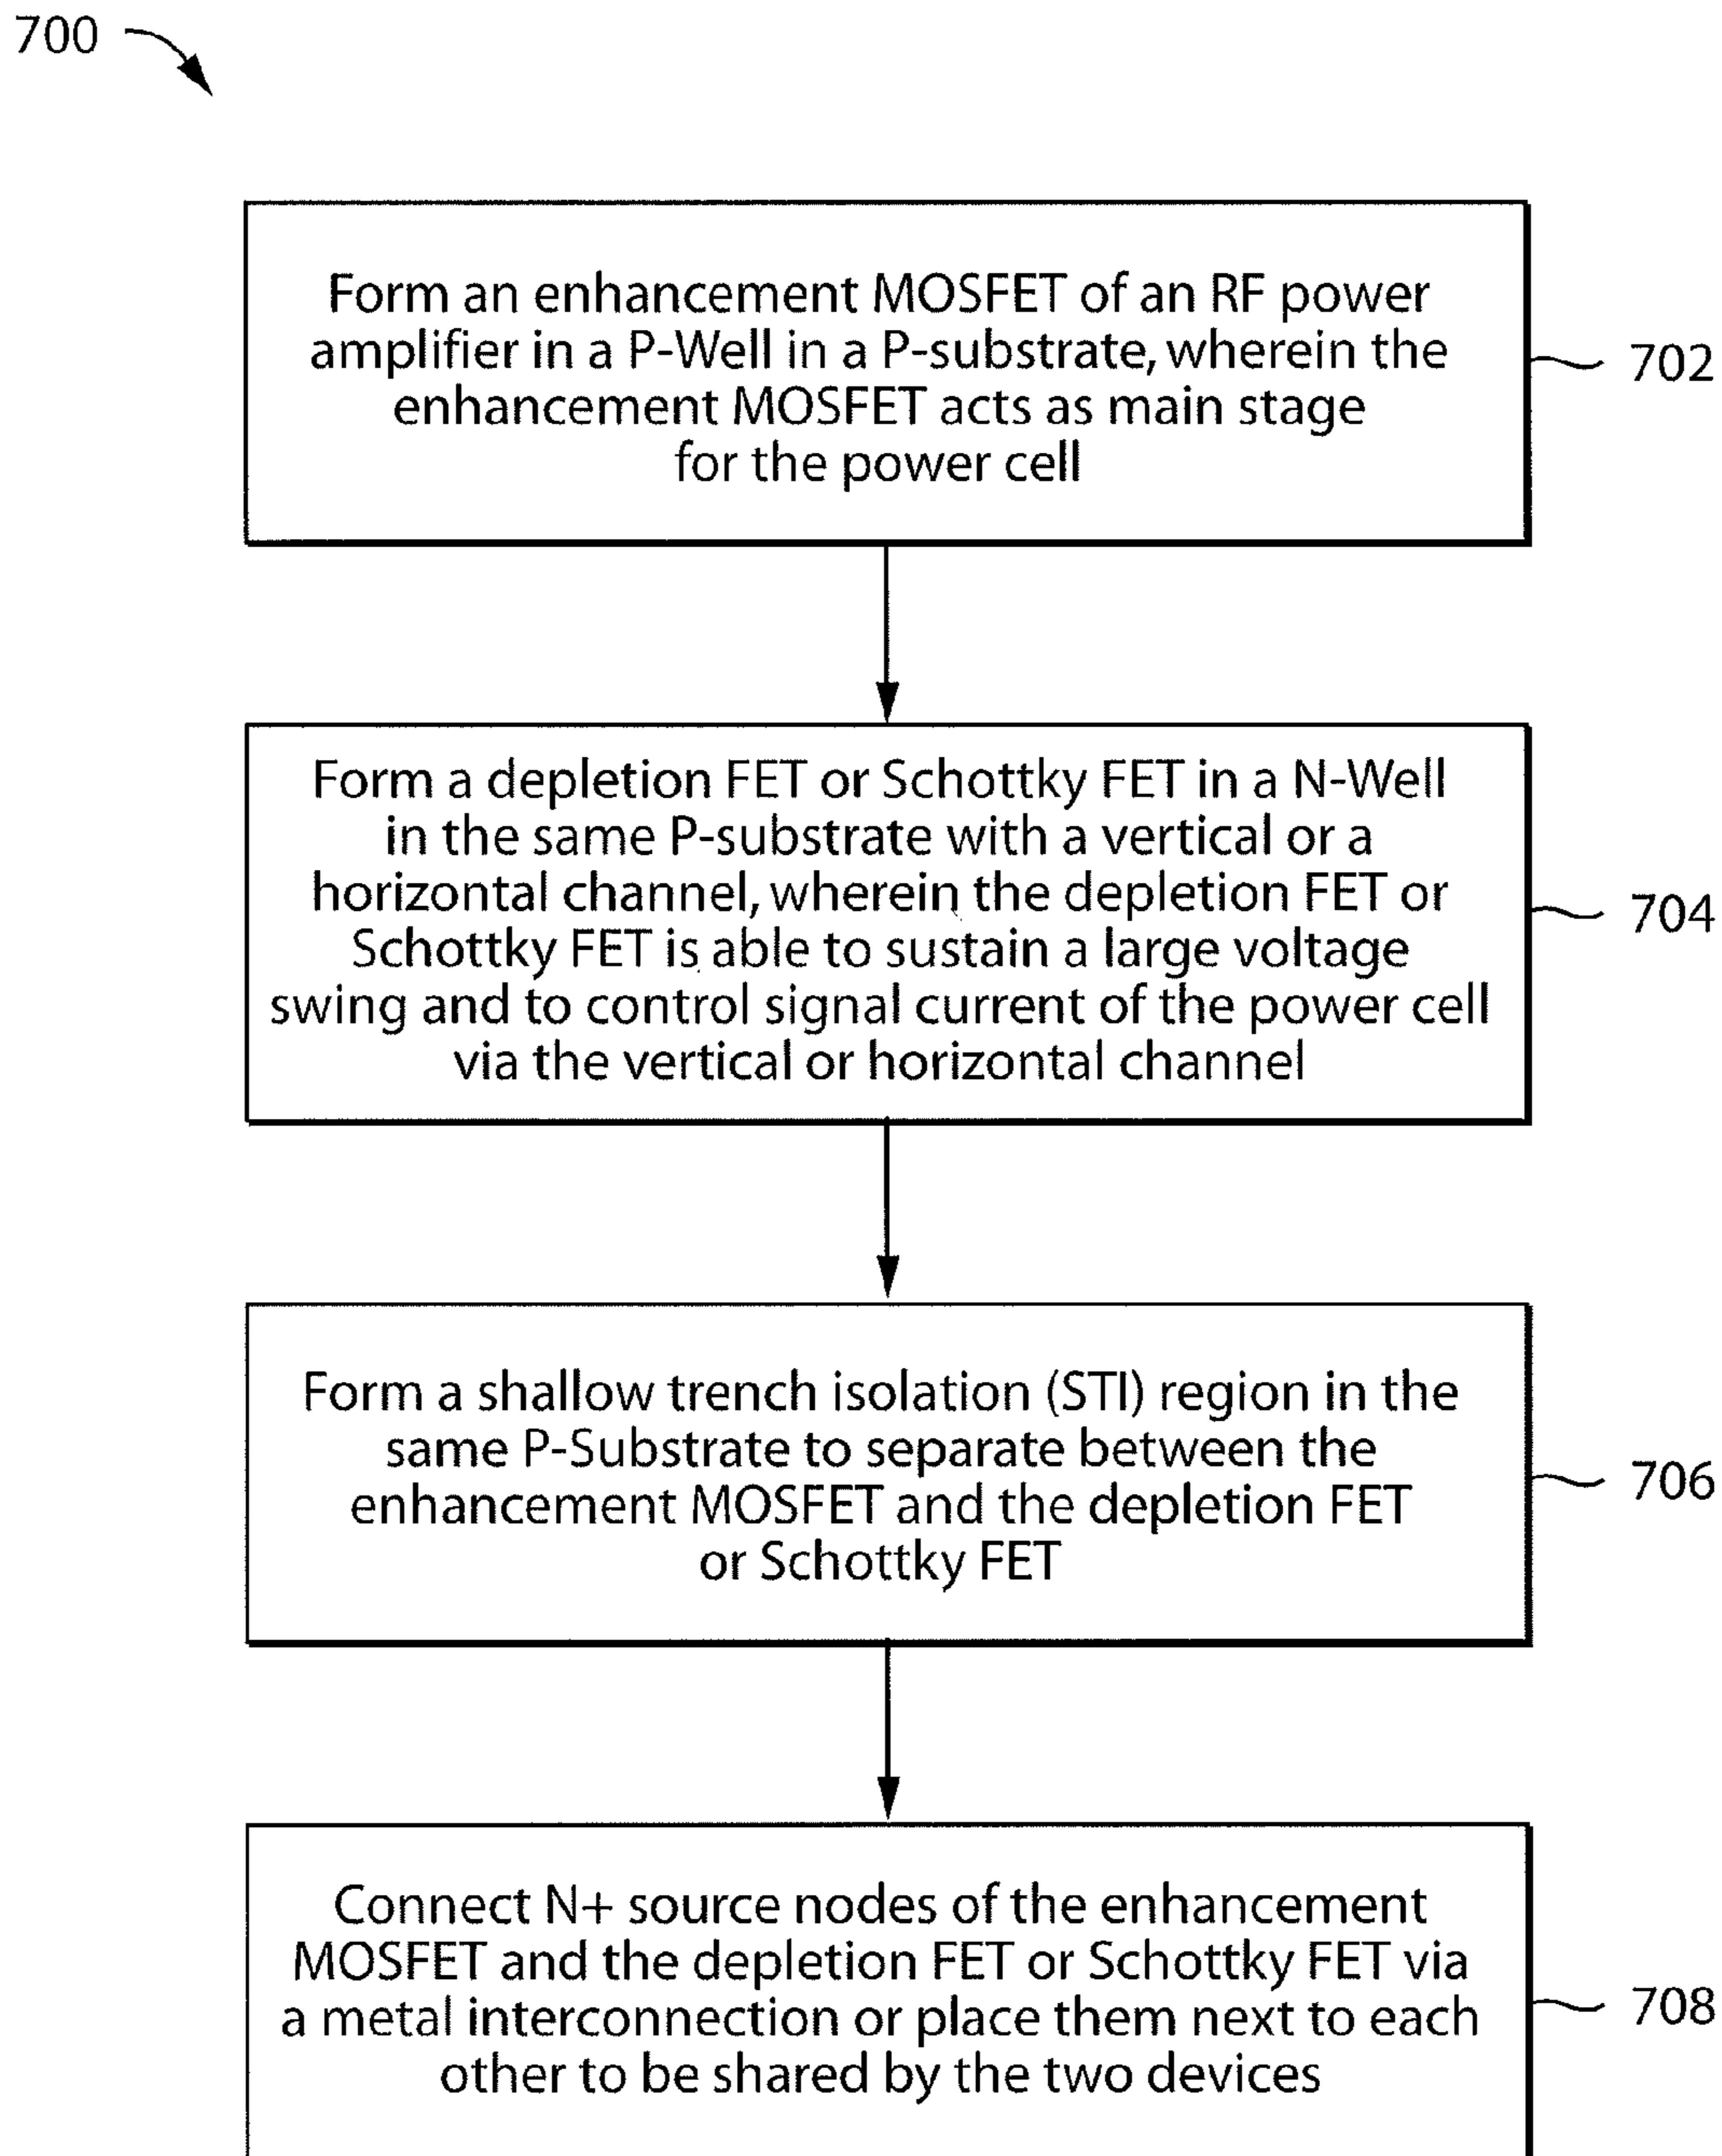 700
Form an enhancement MOSFET of an RF power
amplifier in a P-Well in a P-substrate, wherein the
enhancement MOSFET acts as main stage
for the power cell
702
Form a depletion FET or Schottky FET in a N-Well
in the same P-substrate with a vertical or a
horizontal channel, wherein the depletion FET or
Schottky FET is able to sustain a large voltage
swing and to control signal current of the power cell
via the vertical or horizontal channel
704
Form a shallow trench isolation (STI) region in the
same P-Substrate to separate between the
enhancement MOSFET and the depletion FET
or Schottky FET
706
Connect N+ source nodes of the enhancement
MOSFET and the depletion FET or Schottky FET via
a metal interconnection or place them next to each
other to be shared by the two devices
708